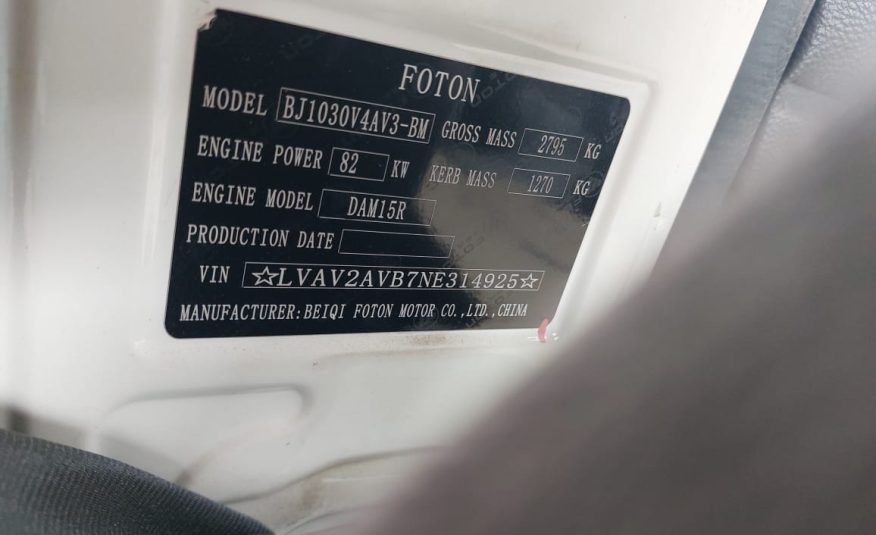 FOTON
MODEL BJ1030V4AV3-BM GROSS MASS 2795 KG
ENGINE POWER 82 KW KERB MASS 1270 KG
ENGINE MODEL DAM15R
PRODUCTION DATE
VIN ☆LVAV2AVB7NE314925☆
MANUFACTURER:BEIQI FOTON MOTOR CO.,LTD.,CHINA